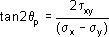 tan2θp = 2τxy / (σx − σy)